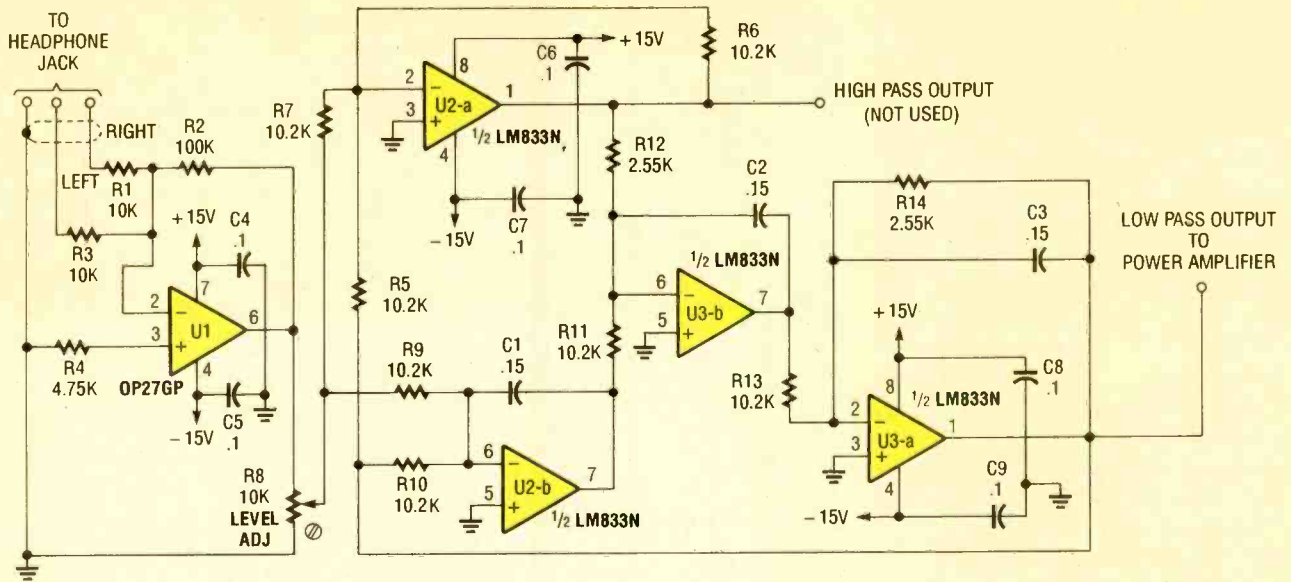 TO
HEADPHONE
JACK
RIGHT
LEFT
R1
10K
R2
100K
R3
10K
+15V
C4
.1
7
2
3
6
4
U1
OP27GP
R4
4.75K
-15V
C5
.1
R8
10K
LEVEL
ADJ
R7
10.2K
2
3
8
1
4
U2-a
1/2 LM833N
C6
.1
+15V
-15V
C7
.1
R6
10.2K
HIGH PASS OUTPUT
(NOT USED)
R5
10.2K
R12
2.55K
R9
10.2K
C1
.15
R11
10.2K
R10
10.2K
6
5
7
U2-b
1/2 LM833N
C2
.15
1/2 LM833N
6
5
7
U3-b
R13
10.2K
R14
2.55K
C3
.15
LOW PASS OUTPUT
TO
POWER AMPLIFIER
+15V
C8
.1
8
1/2 LM833N
2
3
1
4
U3-a
C9
.1
-15V